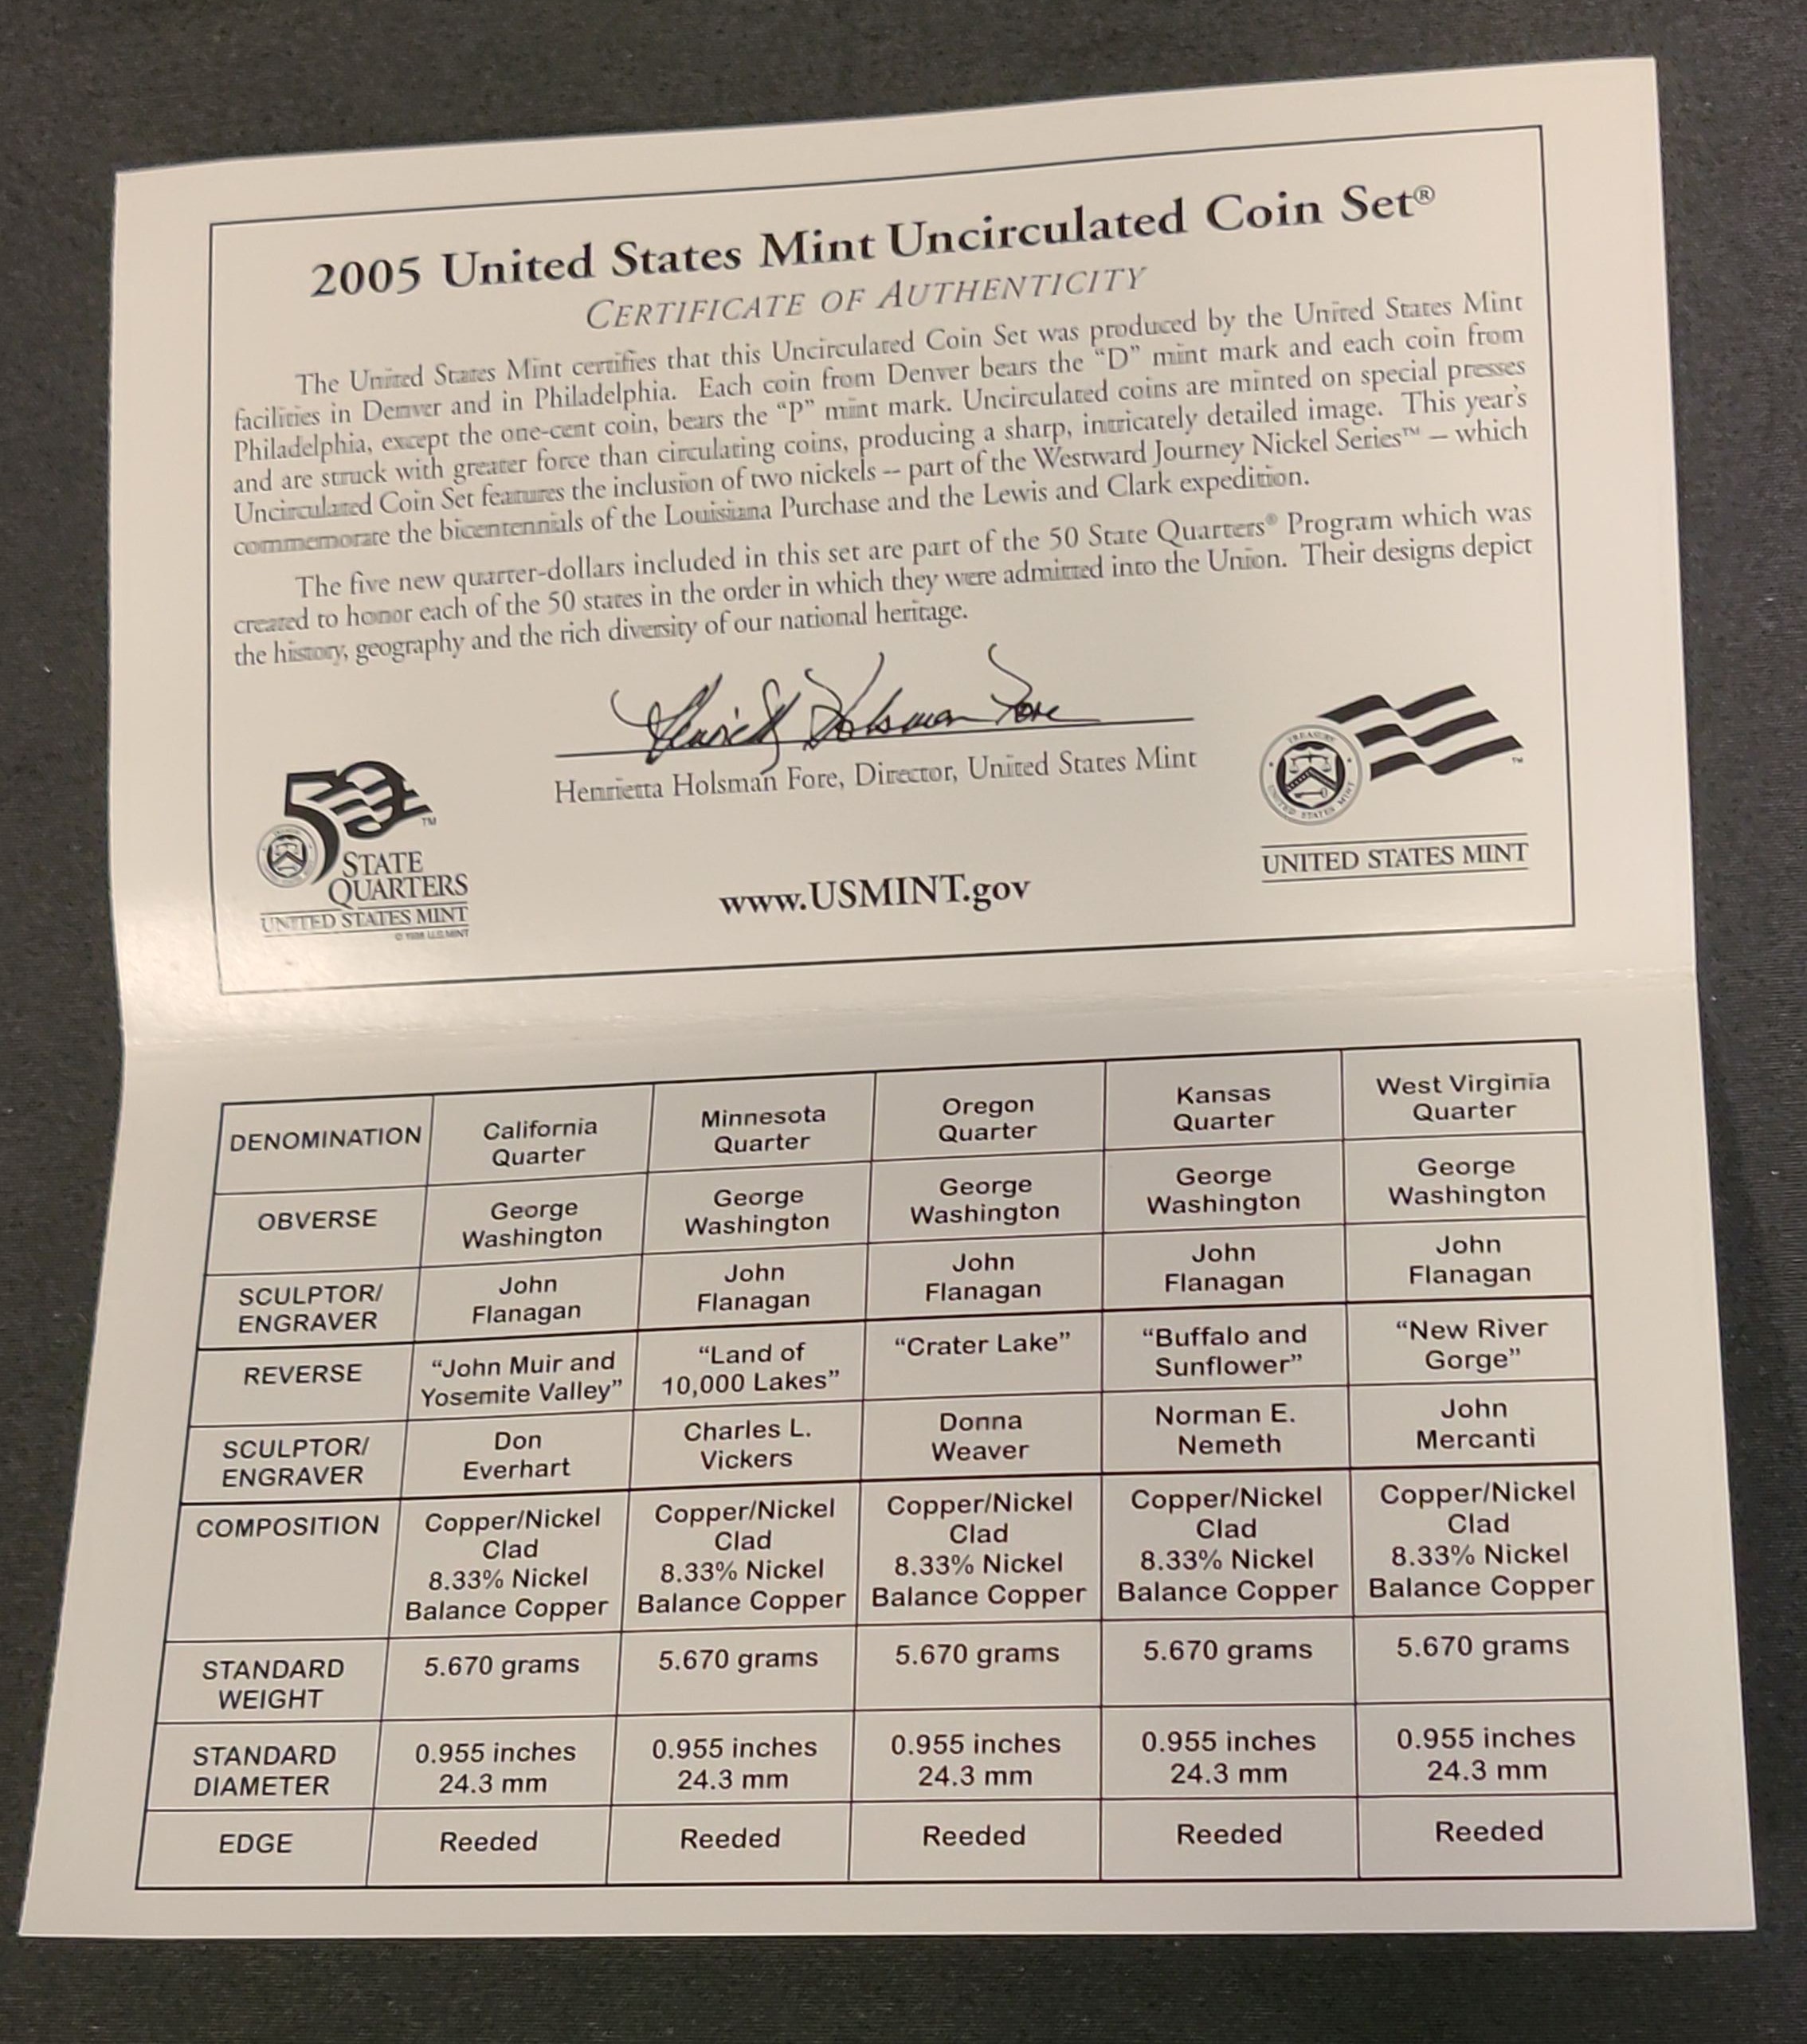 2005 United States Mint Uncirculated Coin Set®
CERTIFICATE OF AUTHENTICITY
The United States Mint certifies that this Uncirculated Coin Set was produced by the United States Mint
facilities in Denver and in Philadelphia. Each coin from Denver bears the “D” mint mark and each coin from
Philadelphia, except the one-cent coin, bears the “P” mint mark. Uncirculated coins are minted on special presses
and are struck with greater force than circulating coins, producing a sharp, intricately detailed image. This year’s
Uncirculated Coin Set features the inclusion of two nickels – part of the Westward Journey Nickel Series™ – which
commemorate the bicentennials of the Louisiana Purchase and the Lewis and Clark expedition.
The five new quarter-dollars included in this set are part of the 50 State Quarters® Program which was
created to honor each of the 50 states in the order in which they were admitted into the Union. Their designs depict
the history, geography and the rich diversity of our national heritage.
Henrietta Holsman Fore
Henrietta Holsman Fore, Director, United States Mint
50
TM
STATE
QUARTERS
UNITED STATES MINT
© 1998 U.S. MINT
www.USMINT.gov
TREASURY
UNITED STATES MINT
TM
UNITED STATES MINT
DENOMINATION California Quarter Minnesota Quarter Oregon Quarter Kansas Quarter West Virginia Quarter
OBVERSE George Washington George Washington George Washington George Washington George Washington
SCULPTOR/ENGRAVER John Flanagan John Flanagan John Flanagan John Flanagan John Flanagan
REVERSE “John Muir and Yosemite Valley” “Land of 10,000 Lakes” “Crater Lake” “Buffalo and Sunflower” “New River Gorge”
SCULPTOR/ENGRAVER Don Everhart Charles L. Vickers Donna Weaver Norman E. Nemeth John Mercanti
COMPOSITION Copper/Nickel Clad 8.33% Nickel Balance Copper Copper/Nickel Clad 8.33% Nickel Balance Copper Copper/Nickel Clad 8.33% Nickel Balance Copper Copper/Nickel Clad 8.33% Nickel Balance Copper Copper/Nickel Clad 8.33% Nickel Balance Copper
STANDARD WEIGHT 5.670 grams 5.670 grams 5.670 grams 5.670 grams 5.670 grams
STANDARD DIAMETER 0.955 inches 24.3 mm 0.955 inches 24.3 mm 0.955 inches 24.3 mm 0.955 inches 24.3 mm 0.955 inches 24.3 mm
EDGE Reeded Reeded Reeded Reeded Reeded